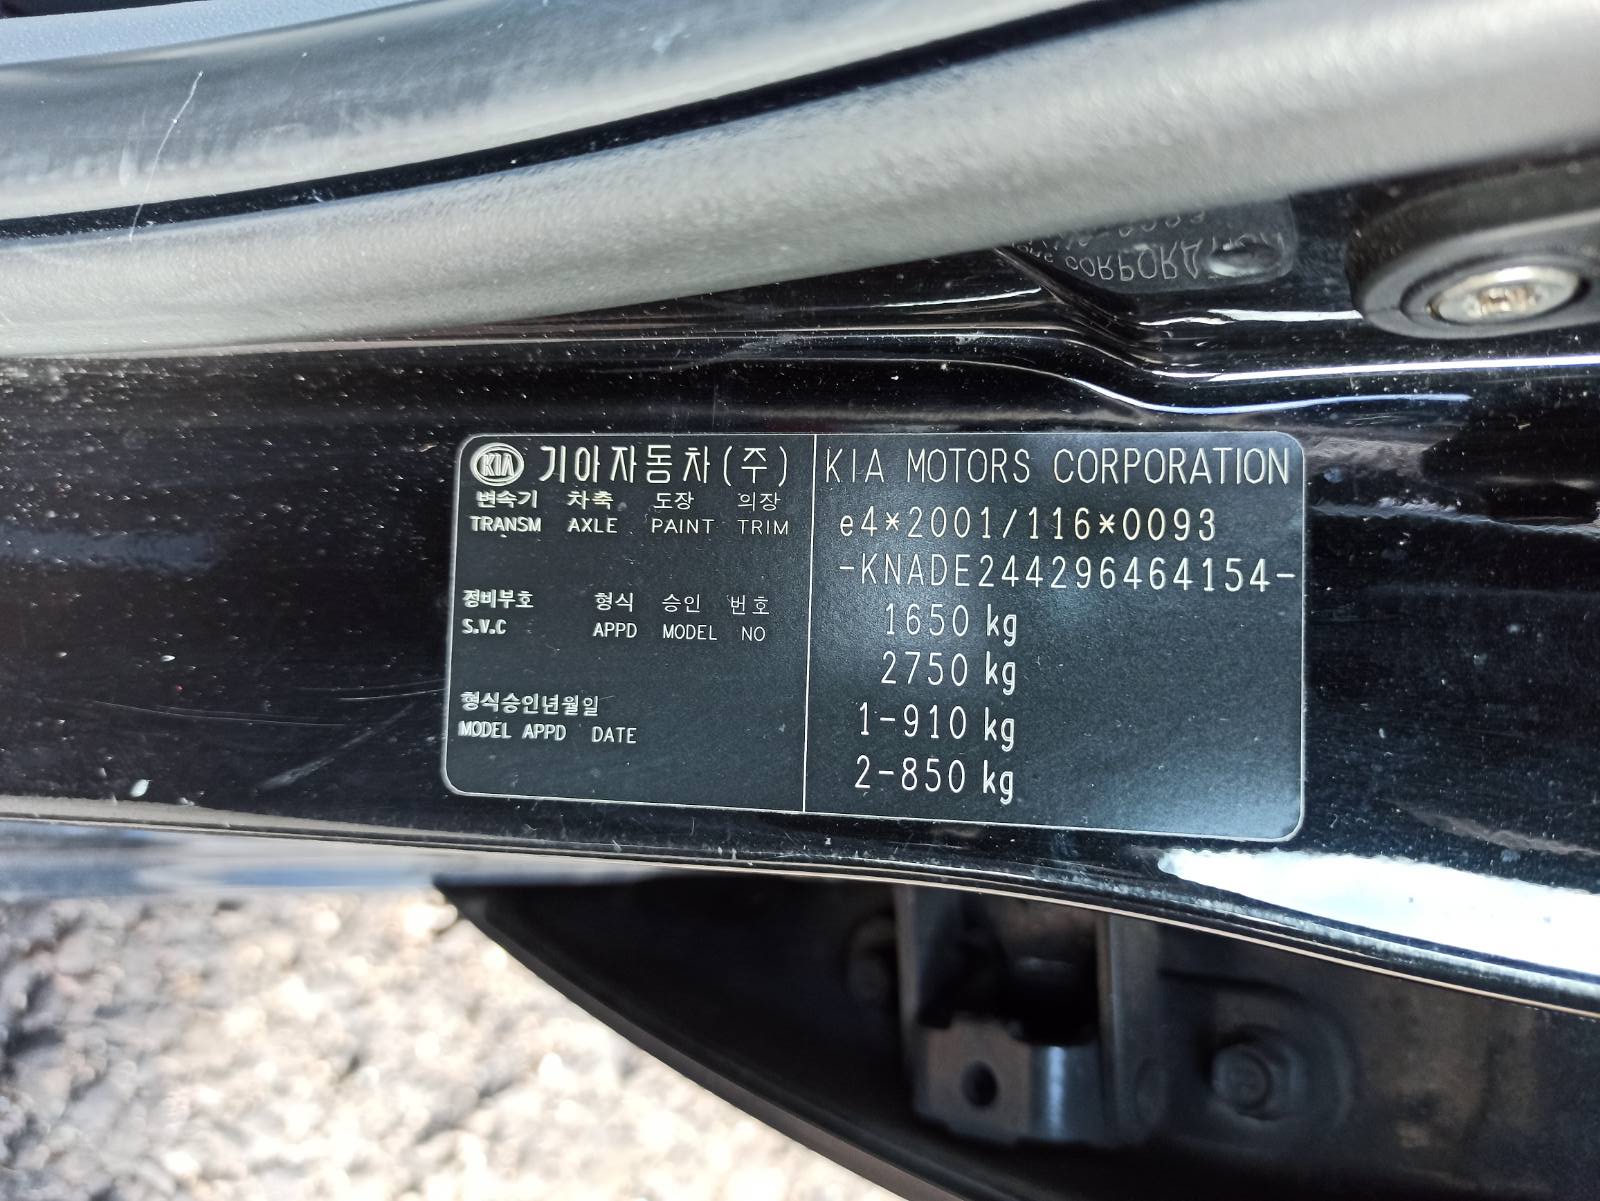 KIA 기아자동차(주)
변속기 차축 도장 의장
TRANSM AXLE PAINT TRIM
정비부호 형식 승인 번호
S.V.C APPD MODEL NO
형식승인년월일
MODEL APPD DATE
KIA MOTORS CORPORATION
e4*2001/116*0093
-KNADE244296464154-
1650 kg
2750 kg
1-910 kg
2-850 kg